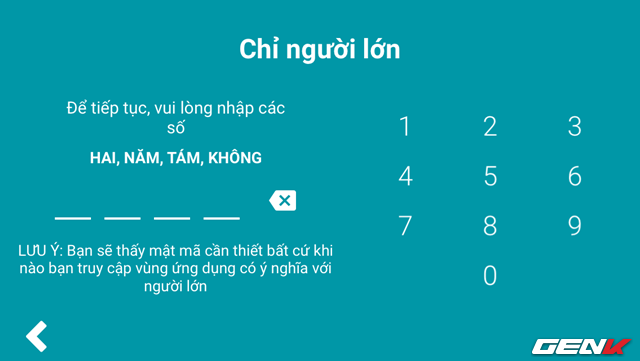 Chỉ người lớn
Để tiếp tục, vui lòng nhập các
số
HAI, NĂM, TÁM, KHÔNG
LƯU Ý: Bạn sẽ thấy mật mã cần thiết bất cứ khi
nào bạn truy cập vùng ứng dụng có ý nghĩa với
người lớn
1 2 3
4 5 6
7 8 9
0
GENK